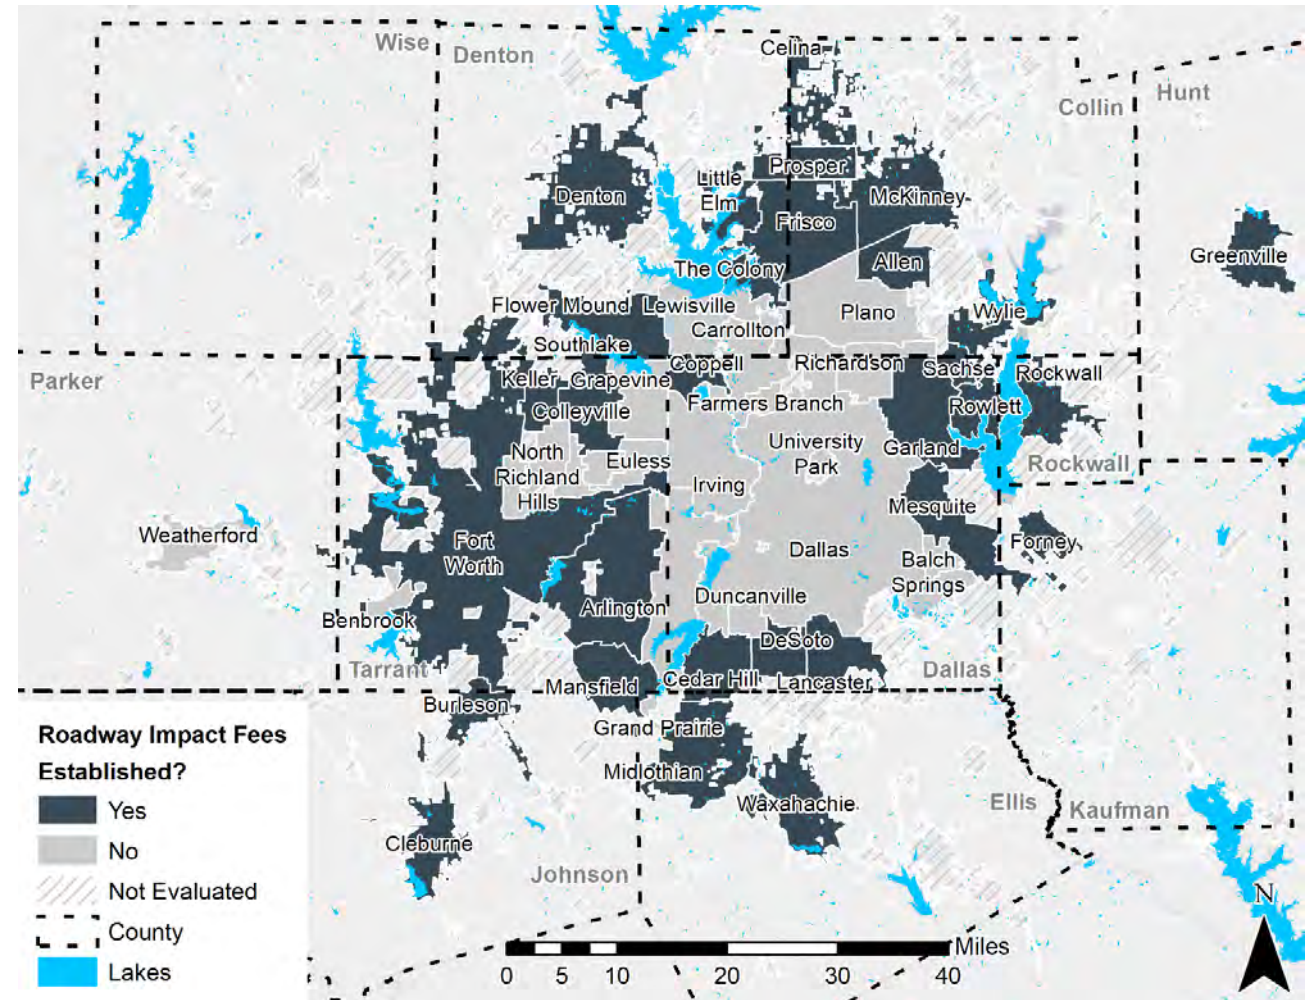 Celina
Wise
Denton
Collin
Hunt
Prosper
Little
Elm
McKinney
Denton
Frisco
Greenville
The Colony
Allen
Flower Mound
Lewisville
Plano
Wylie
Carrollton
Southlake
Coppell
Richardson
Sachse
Rockwall
Parker
Keller
Grapevine
Colleyville
Farmers Branch
Rowlett
University
Park
Garland
North
Richland
Hills
Euless
Rockwall
Irving
Mesquite
Weatherford
Fort
Worth
Dallas
Forney
Balch
Springs
Duncanville
Arlington
Benbrook
DeSoto
Tarrant
Mansfield
Cedar Hill
Lancaster
Dallas
Burleson
Grand Prairie
Midlothian
Waxahachie
Ellis
Kaufman
Cleburne
Johnson
Roadway Impact Fees
Established?
Yes
No
Not Evaluated
County
Lakes
Miles
0 5 10 20 30 40
N